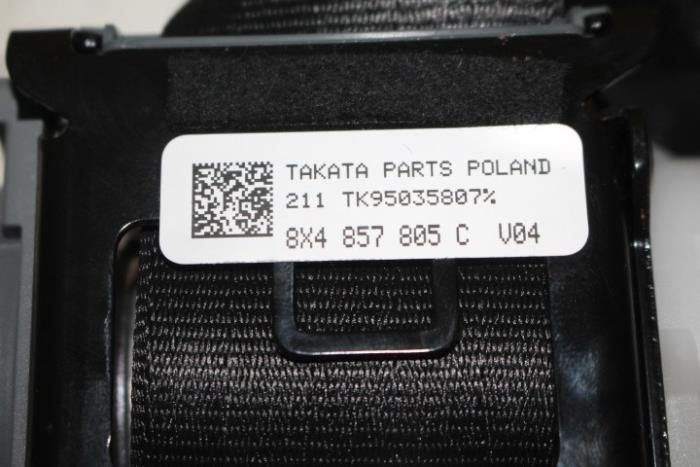 TAKATA PARTS POLAND
211 TK95035807%
8X4 857 805 C V04